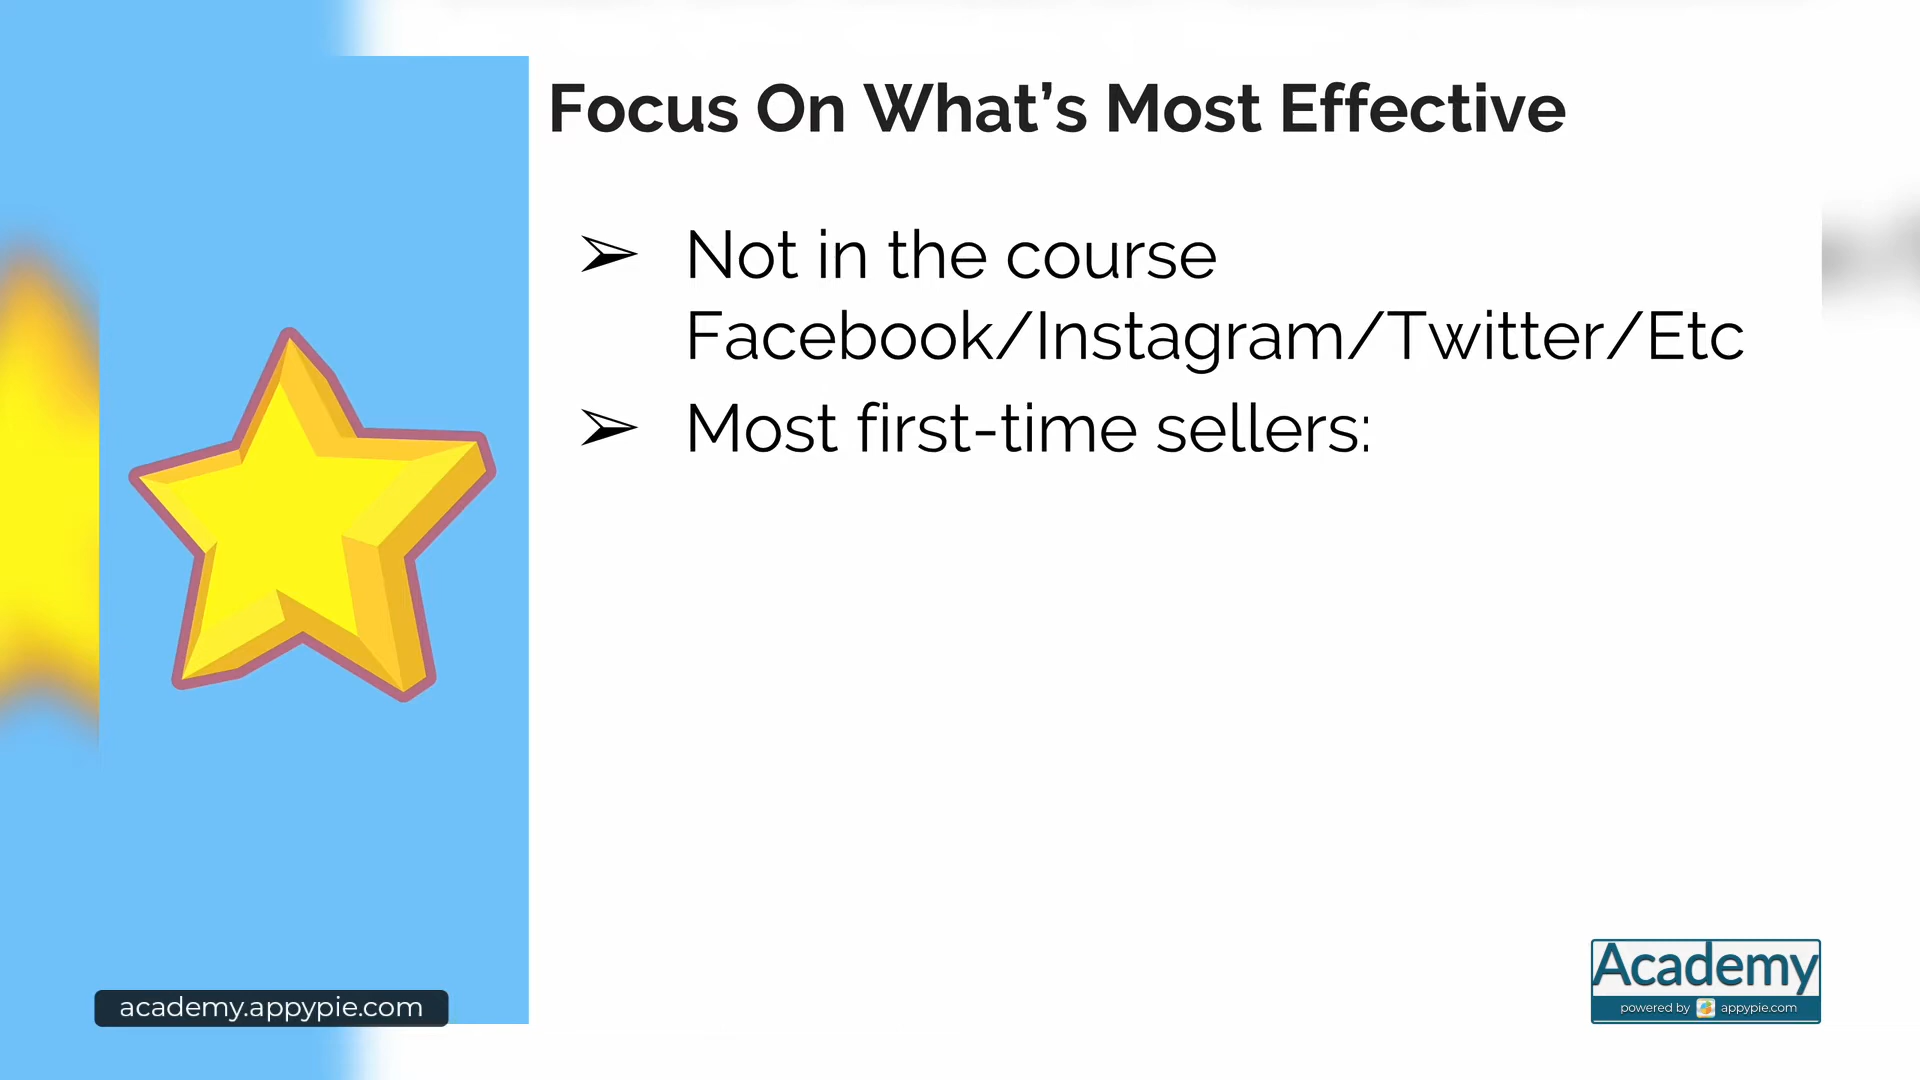 Focus On What’s Most Effective
➢ Not in the course
Facebook/Instagram/Twitter/Etc
➢ Most first-time sellers:
academy.appypie.com
Academy
powered by appypie.com